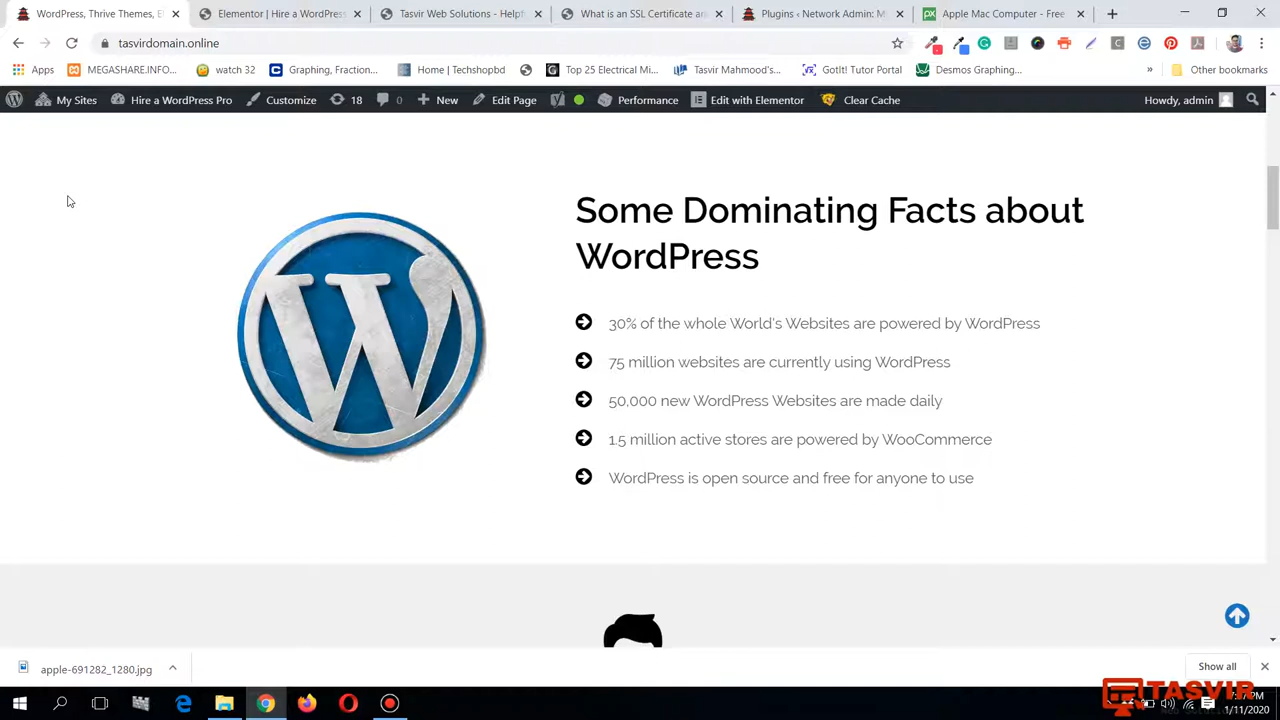 WordPress, Thrive Themes, El
Elementor | Hire a WordPress
Tasvir Web Solutions - Helpf
What is an SSL Certificate an
Plugins ‹ Network Admin: M
Apple Mac Computer - Free
tasvirdomain.online
Apps
MEGASHARE.INFO...
watch 32
Graphing, Fraction...
Home | Techshopbd
Top 25 Electrical Mi...
Tasvir Mahmood's...
GotIt! Tutor Portal
Desmos Graphing...
»
Other bookmarks
My Sites
Hire a WordPress Pro
Customize
18
0
New
Edit Page
Performance
Edit with Elementor
Clear Cache
Howdy, admin
Some Dominating Facts about
WordPress
30% of the whole World's Websites are powered by WordPress
75 million websites are currently using WordPress
50,000 new WordPress Websites are made daily
1.5 million active stores are powered by WooCommerce
WordPress is open source and free for anyone to use
apple-691282_1280.jpg
Show all
TASVIR
PM
1/11/2020